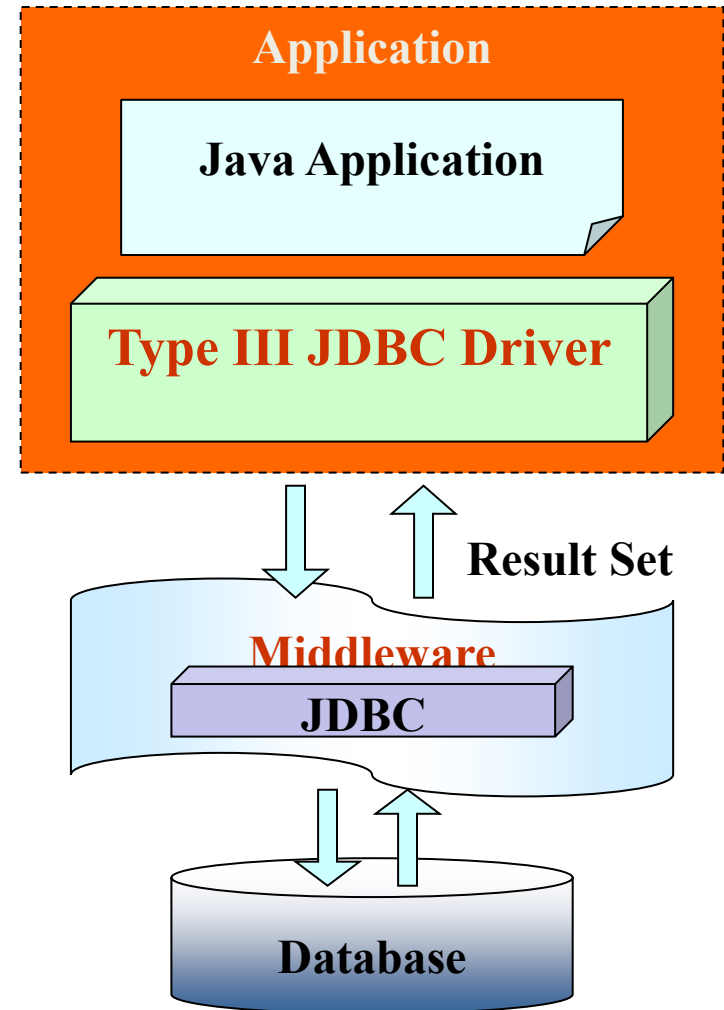 Application
Java Application
Type III JDBC Driver
Result Set
Middleware
JDBC
Database